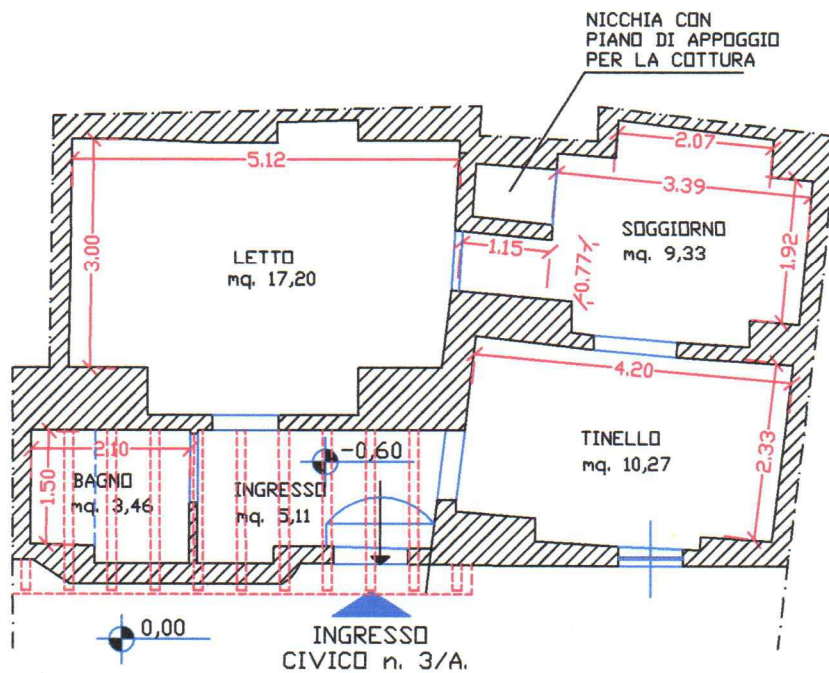 NICCHIA CON
PIANO DI APPOGGIO
PER LA COTTURA
2.07
5.12
3.39
3.00
LETTO
mq. 17,20
1.15
0.77
SOGGIORNO
mq. 9,33
1.92
4.20
2.10
1.50
BAGNO
mq. 3,46
INGRESSO
mq. 5,11
-0,60
TINELLO
mq. 10,27
2.33
0,00
INGRESSO
CIVICO n. 3/A.